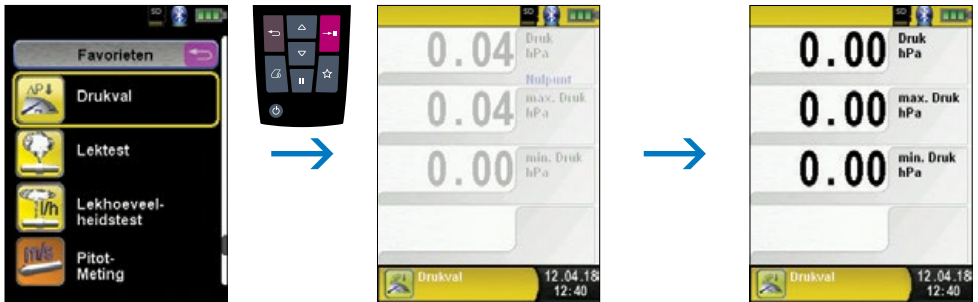 SD
Favorieten
ΔP↓
Drukval
Lektest
l/h
Lekhoeveel-
heidstest
m/s
Pitot-
Meting
SD
0.04 Druk
hPa
Nulpunt
0.04 max. Druk
hPa
0.00 min. Druk
hPa
Drukval 12.04.18
12:40
SD
0.00 Druk
hPa
0.00 max. Druk
hPa
0.00 min. Druk
hPa
Drukval 12.04.18
12:40